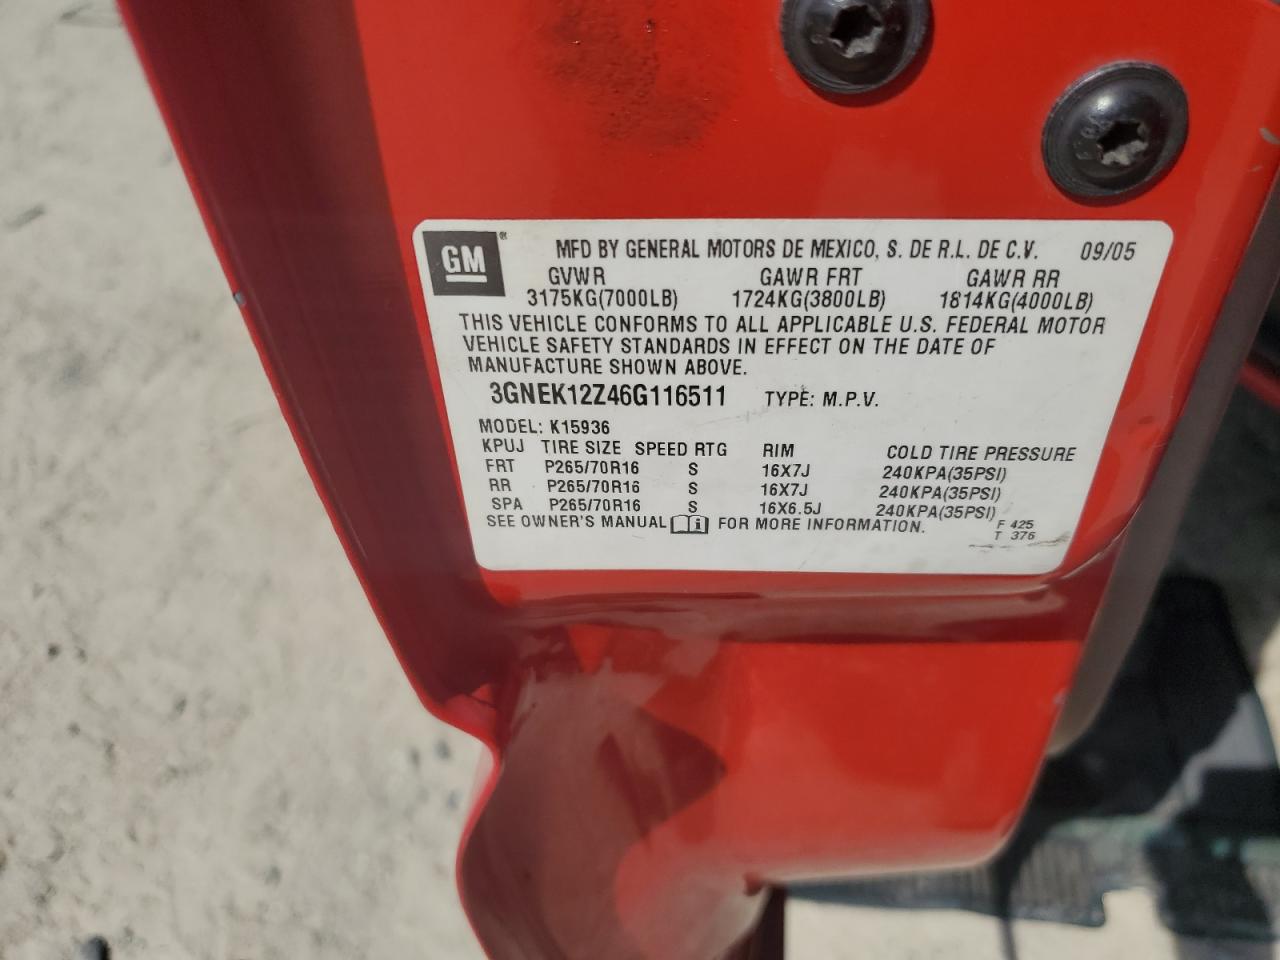 GM® MFD BY GENERAL MOTORS DE MEXICO, S. DE R.L. DE C.V. 09/05
GVWR GAWR FRT GAWR RR
3175KG(7000LB) 1724KG(3800LB) 1814KG(4000LB)
THIS VEHICLE CONFORMS TO ALL APPLICABLE U.S. FEDERAL MOTOR
VEHICLE SAFETY STANDARDS IN EFFECT ON THE DATE OF
MANUFACTURE SHOWN ABOVE.
3GNEK12Z46G116511 TYPE: M.P.V.
MODEL: K15936
KPUJ TIRE SIZE SPEED RTG RIM COLD TIRE PRESSURE
FRT P265/70R16 S 16X7J 240KPA(35PSI)
RR P265/70R16 S 16X7J 240KPA(35PSI)
SPA P265/70R16 S 16X6.5J 240KPA(35PSI)
SEE OWNER'S MANUAL FOR MORE INFORMATION.
F 425
T 376